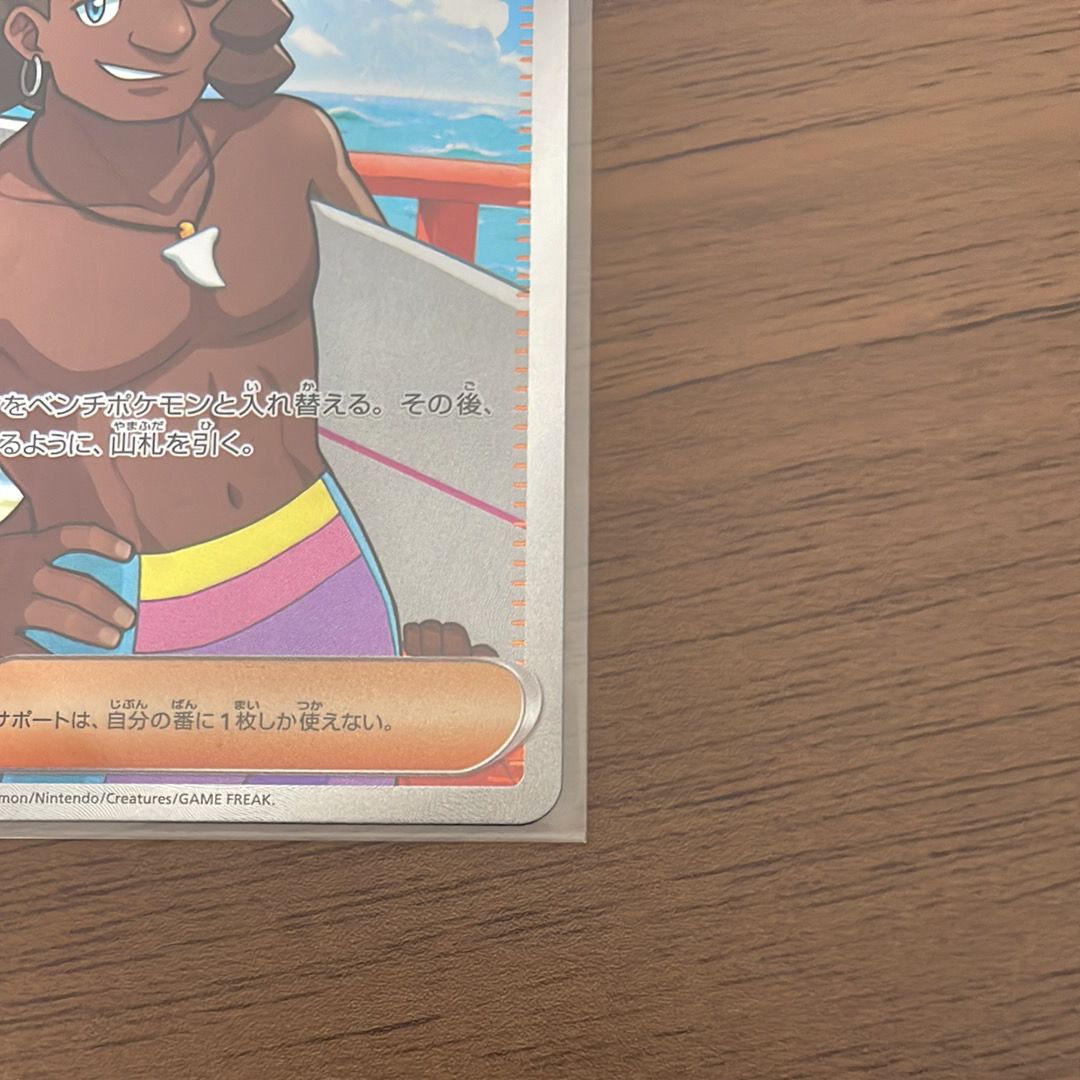 をベンチポケモンと入れ替える。その後、
るように、山札を引く。
サポートは、自分の番に1枚しか使えない。
mon/Nintendo/Creatures/GAME FREAK.